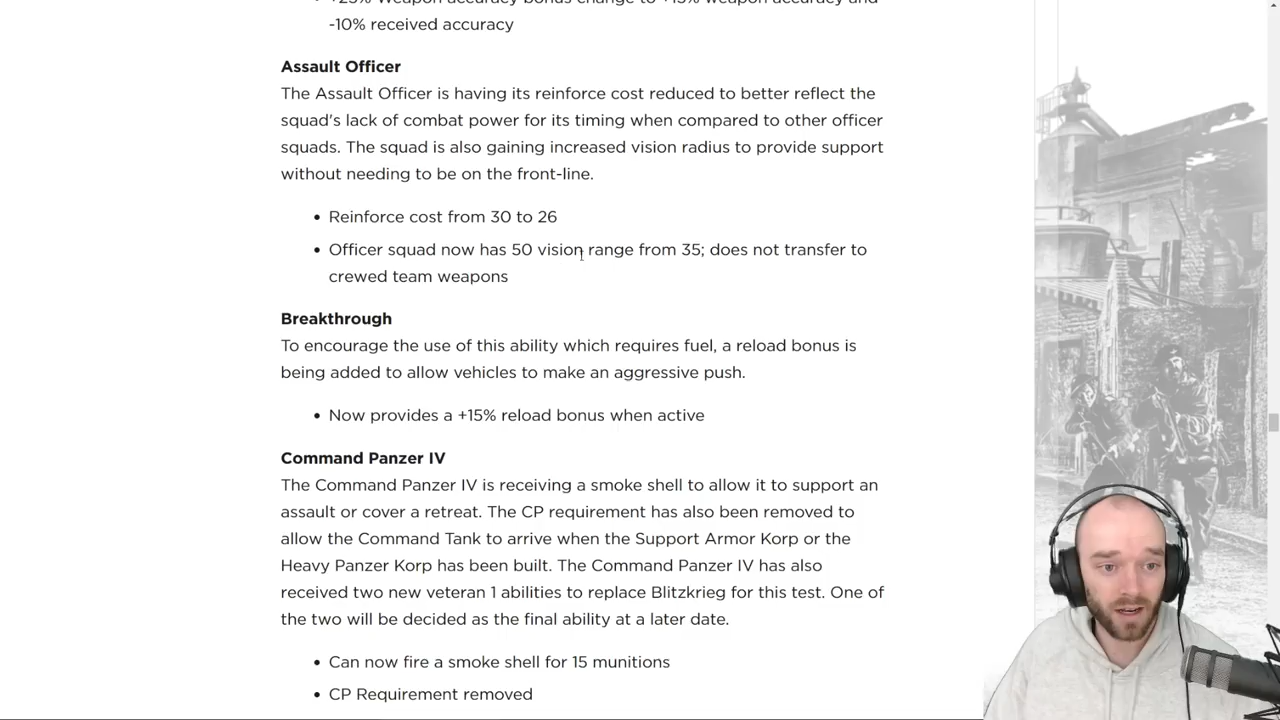 +25% Weapon accuracy bonus change to +15% weapon accuracy and
-10% received accuracy
Assault Officer
The Assault Officer is having its reinforce cost reduced to better reflect the
squad's lack of combat power for its timing when compared to other officer
squads. The squad is also gaining increased vision radius to provide support
without needing to be on the front-line.
• Reinforce cost from 30 to 26
• Officer squad now has 50 vision range from 35; does not transfer to
crewed team weapons
Breakthrough
To encourage the use of this ability which requires fuel, a reload bonus is
being added to allow vehicles to make an aggressive push.
• Now provides a +15% reload bonus when active
Command Panzer IV
The Command Panzer IV is receiving a smoke shell to allow it to support an
assault or cover a retreat. The CP requirement has also been removed to
allow the Command Tank to arrive when the Support Armor Korp or the
Heavy Panzer Korp has been built. The Command Panzer IV has also
received two new veteran 1 abilities to replace Blitzkrieg for this test. One of
the two will be decided as the final ability at a later date.
• Can now fire a smoke shell for 15 munitions
• CP Requirement removed